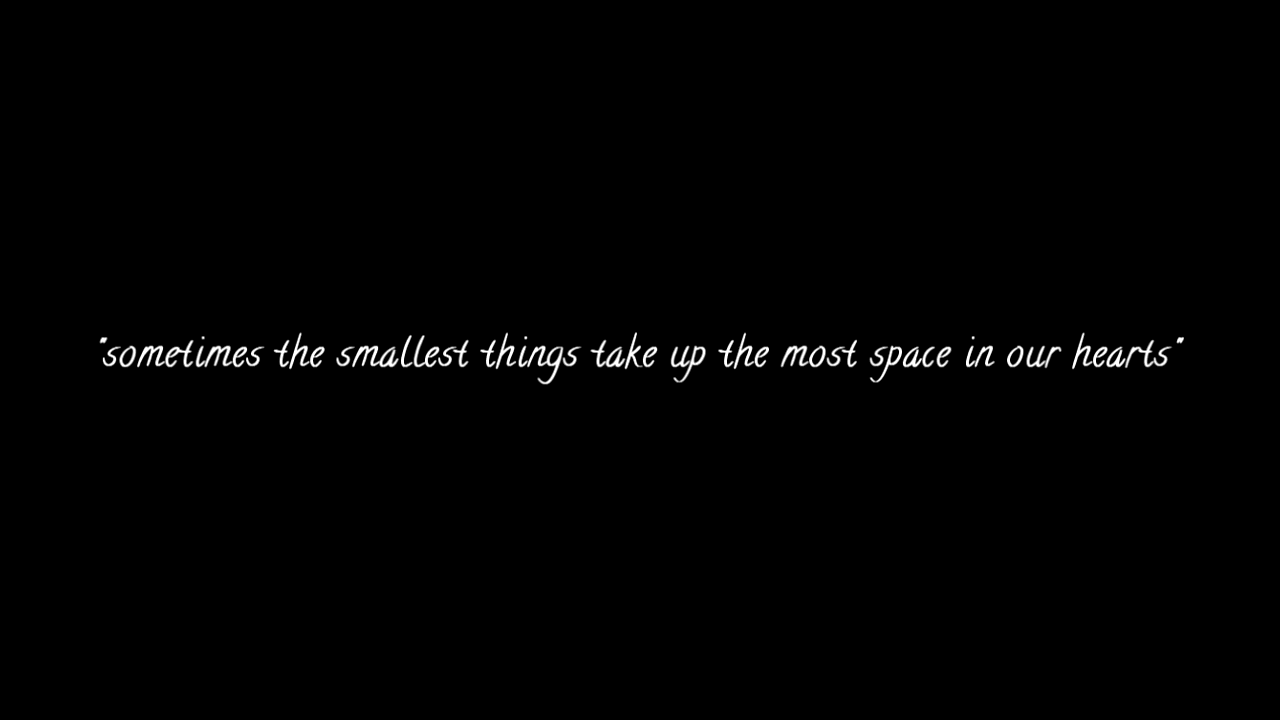 "sometimes the smallest things take up the most space in our hearts"